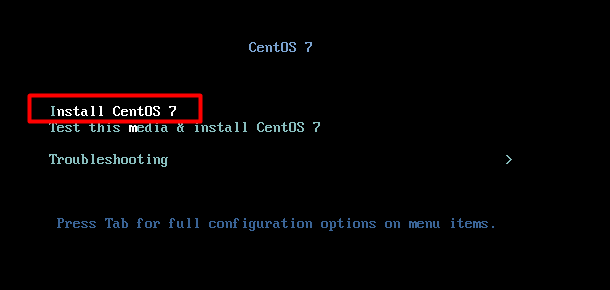 CentOS 7
Install CentOS 7
Test this media & install CentOS 7
Troubleshooting >
Press Tab for full configuration options on menu items.